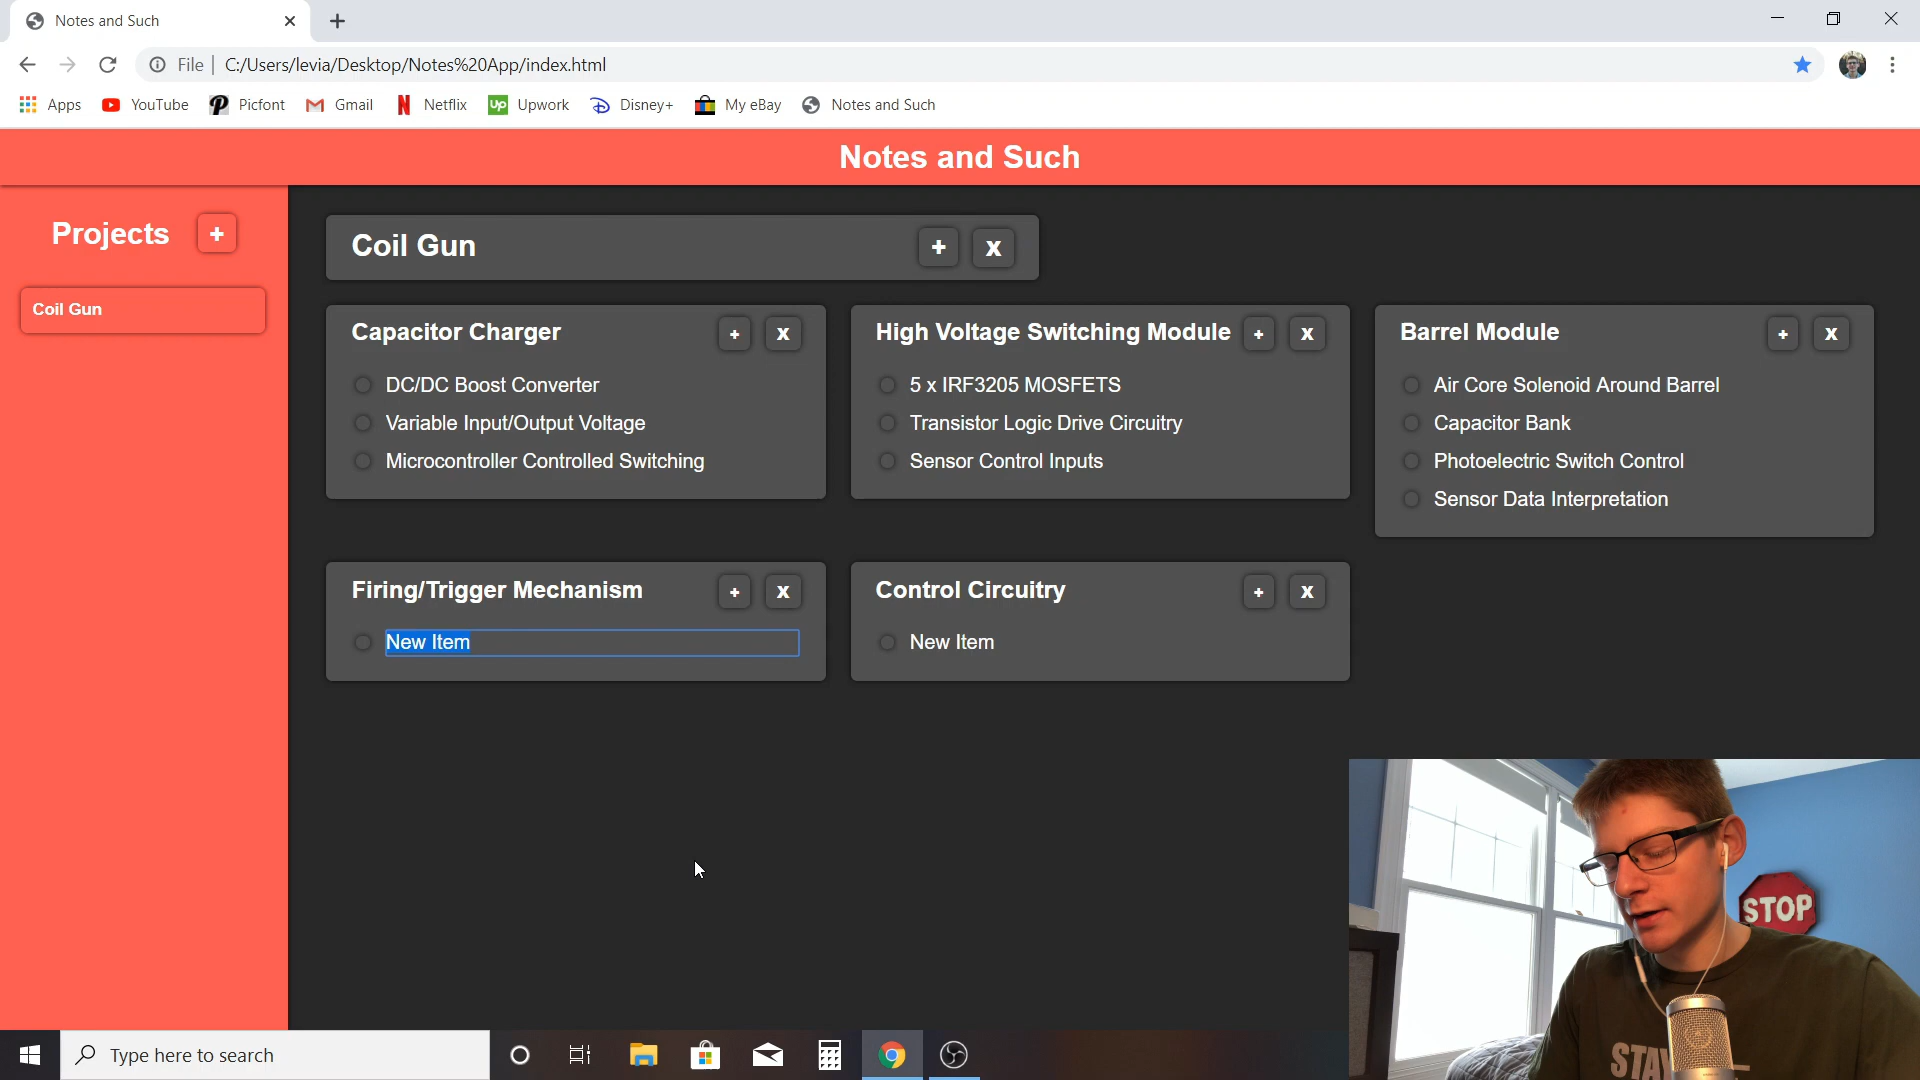 Notes and Such
File
C:/Users/levia/Desktop/Notes%20App/index.html
Apps
YouTube
Picfont
Gmail
Netflix
Up Upwork
Disney+
My eBay
Notes and Such
Notes and Such
Projects +
Coil Gun
Coil Gun + x
Capacitor Charger + x
DC/DC Boost Converter
Variable Input/Output Voltage
Microcontroller Controlled Switching
High Voltage Switching Module + x
5 x IRF3205 MOSFETS
Transistor Logic Drive Circuitry
Sensor Control Inputs
Barrel Module + x
Air Core Solenoid Around Barrel
Capacitor Bank
Photoelectric Switch Control
Sensor Data Interpretation
Firing/Trigger Mechanism + x
New Item
Control Circuitry + x
New Item
STOP
STAY
Type here to search